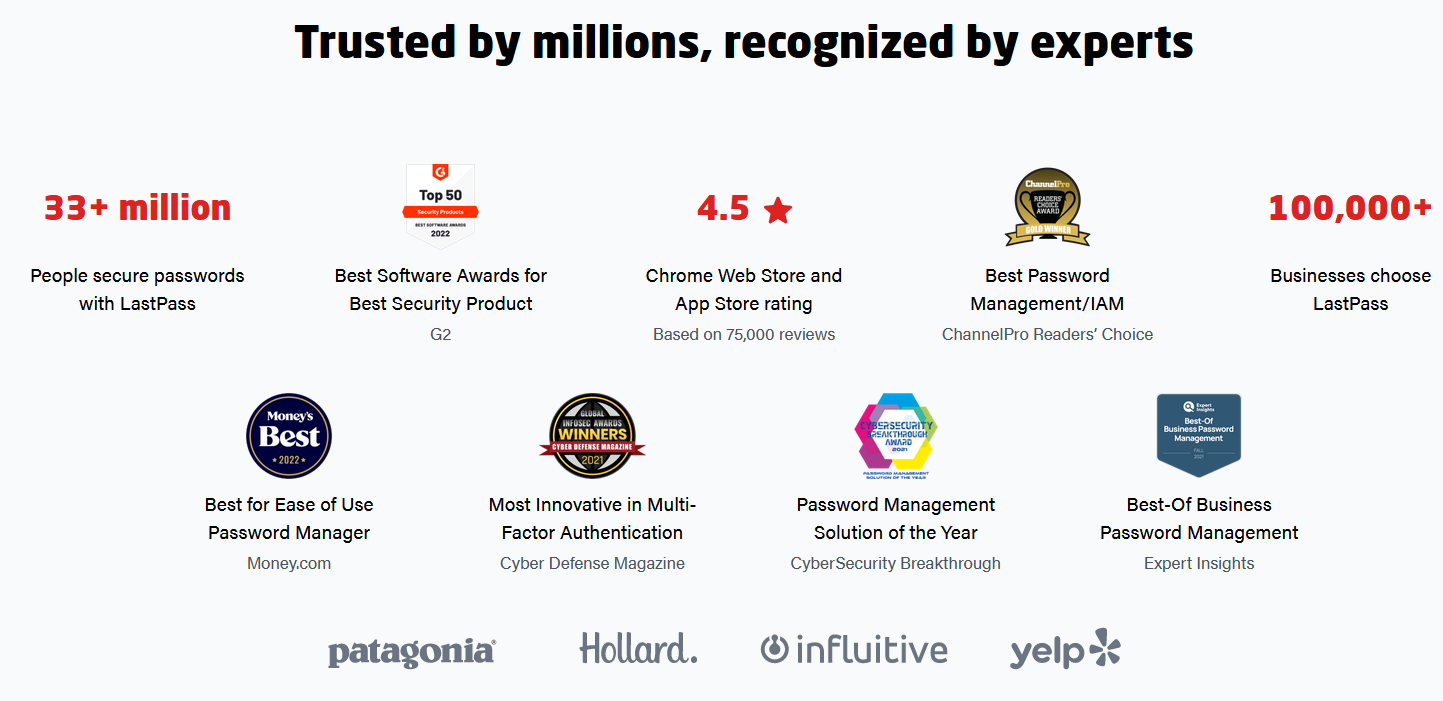 Trusted by millions, recognized by experts
33+ million
People secure passwords
with LastPass
Top 50
Security Products
BEST SOFTWARE AWARDS
2022
Best Software Awards for
Best Security Product
G2
4.5
Chrome Web Store and
App Store rating
Based on 75,000 reviews
ChannelPro
READERS'
CHOICE
AWARD
GOLD WINNER
Best Password
Management/IAM
ChannelPro Readers’ Choice
100,000+
Businesses choose
LastPass
Money's
Best
2022
Best for Ease of Use
Password Manager
Money.com
GLOBAL
INFOSEC AWARDS
WINNERS
CYBER DEFENSE MAGAZINE
2021
Most Innovative in Multi-
Factor Authentication
Cyber Defense Magazine
CYBERSECURITY
BREAKTHROUGH
AWARD
2021
PASSWORD MANAGEMENT
SOLUTION OF THE YEAR
Password Management
Solution of the Year
CyberSecurity Breakthrough
Expert
Insights
Best-Of
Business Password
Management
FALL
2021
Best-Of Business
Password Management
Expert Insights
patagonia®
Hollard.
influitive
yelp